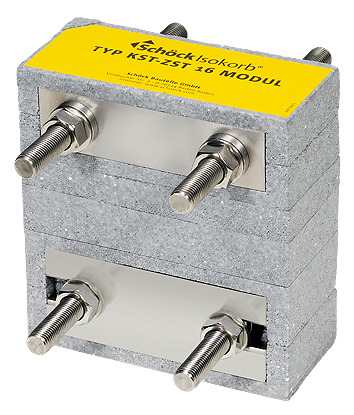 Schöck Isokorb®
TYP KST-ZST 16 MODUL
Schöck Bauteile GmbH